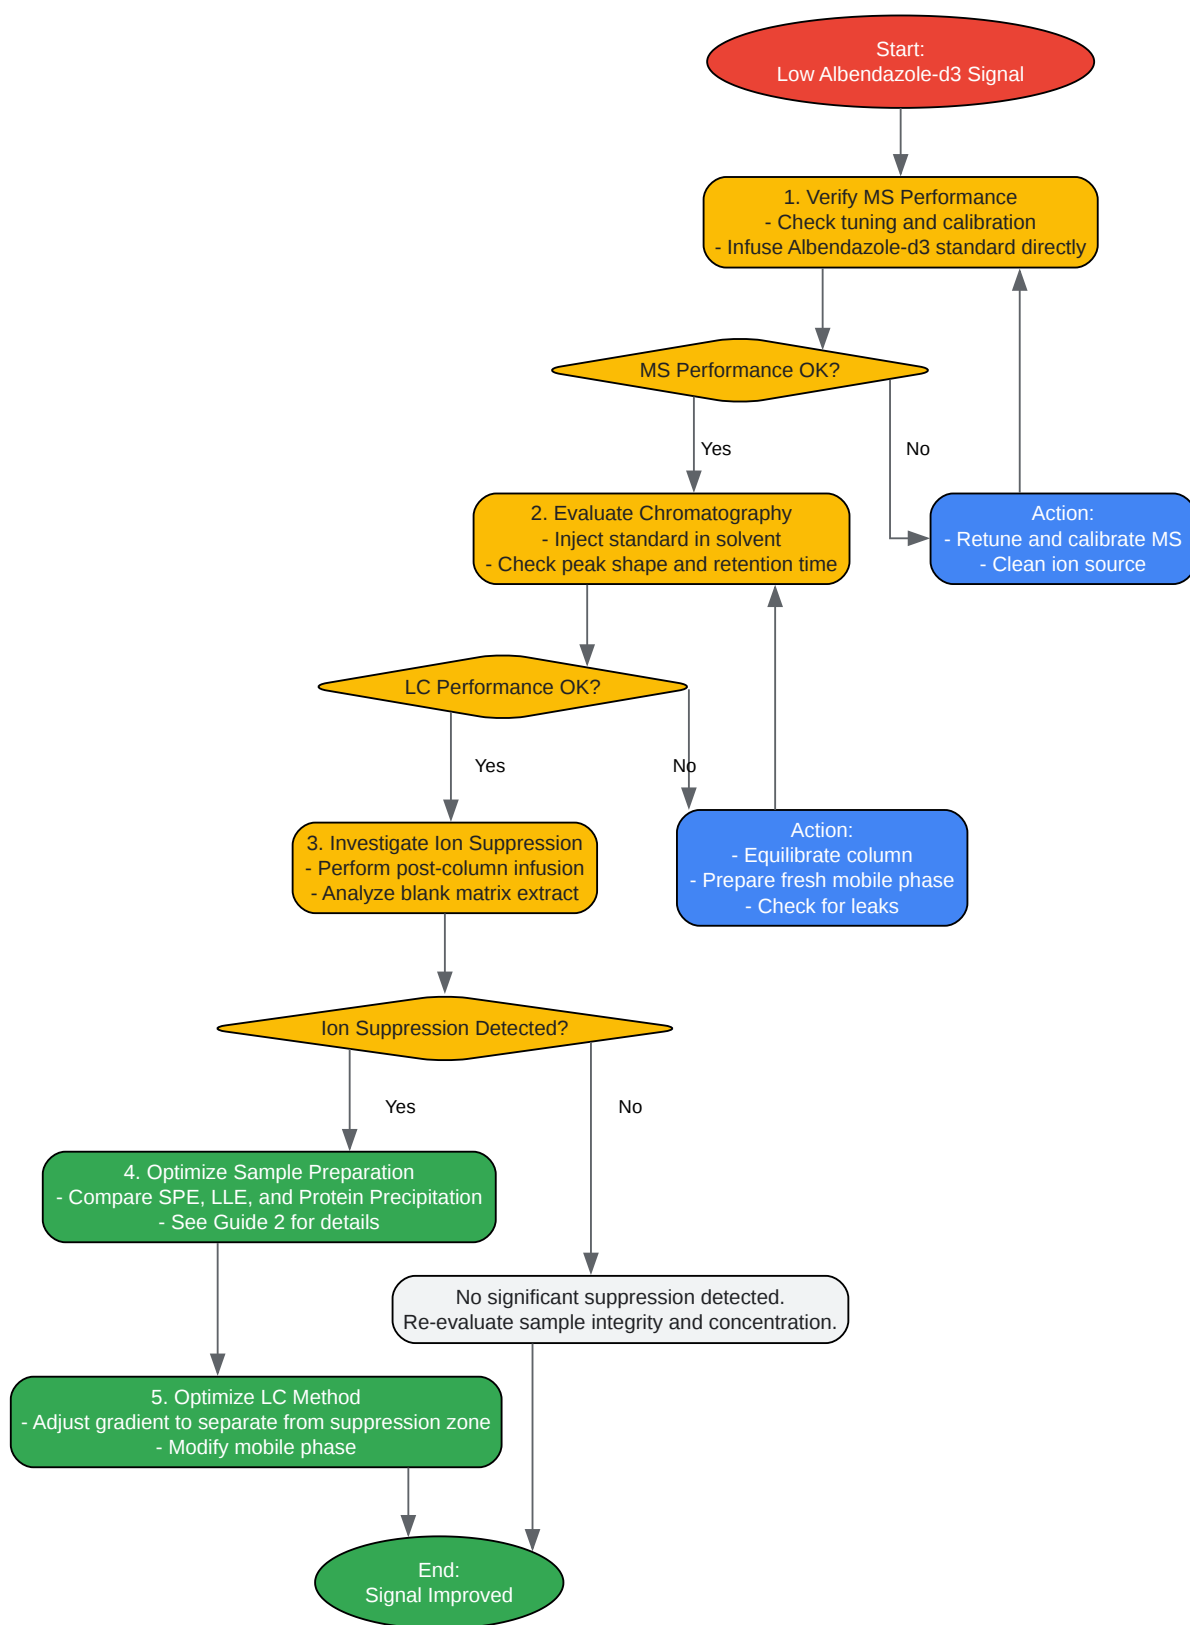 Start:
Low Albendazole-d3 Signal
1. Verify MS Performance
- Check tuning and calibration
- Infuse Albendazole-d3 standard directly
MS Performance OK?
Yes
No
2. Evaluate Chromatography
- Inject standard in solvent
- Check peak shape and retention time
Action:
- Retune and calibrate MS
- Clean ion source
LC Performance OK?
Yes
No
3. Investigate Ion Suppression
- Perform post-column infusion
- Analyze blank matrix extract
Action:
- Equilibrate column
- Prepare fresh mobile phase
- Check for leaks
Ion Suppression Detected?
Yes
No
4. Optimize Sample Preparation
- Compare SPE, LLE, and Protein Precipitation
- See Guide 2 for details
No significant suppression detected.
Re-evaluate sample integrity and concentration.
5. Optimize LC Method
- Adjust gradient to separate from suppression zone
- Modify mobile phase
End:
Signal Improved